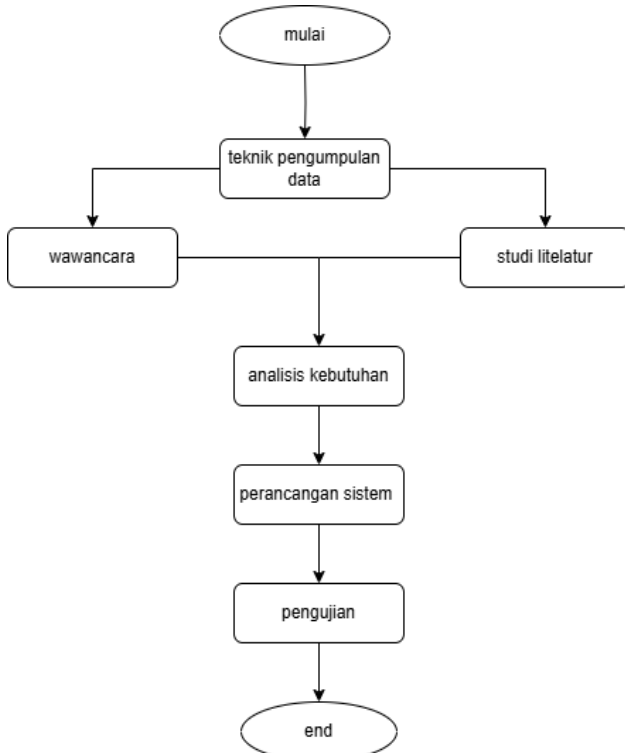 mulai
teknik pengumpulan
data
wawancara
studi litelatur
analisis kebutuhan
perancangan sistem
pengujian
end